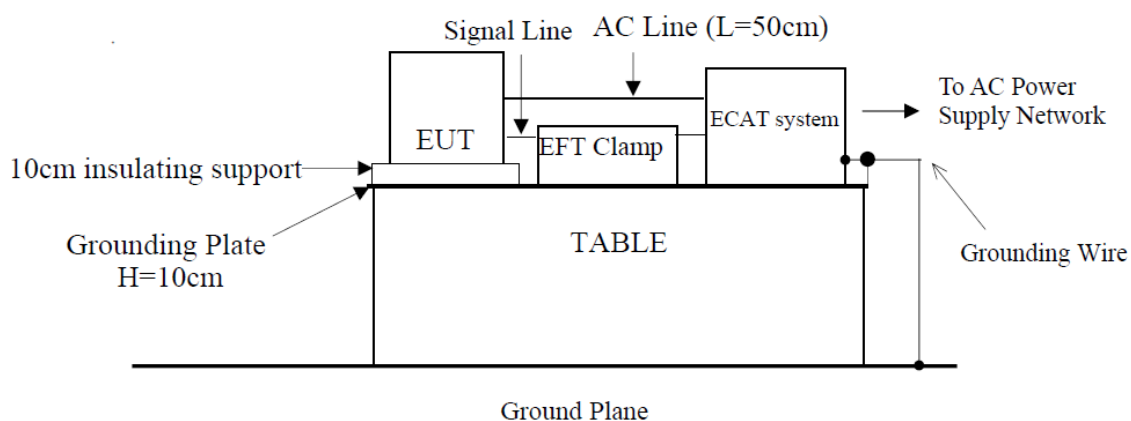 Signal Line
AC Line (L=50cm)
To AC Power
Supply Network
ECAT system
EUT
EFT Clamp
10cm insulating support
Grounding Plate
H=10cm
TABLE
Grounding Wire
Ground Plane